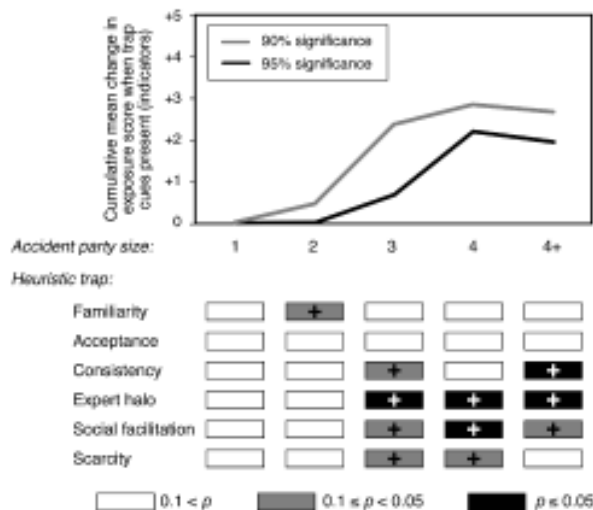 Cumulative mean change in
exposure score when trap
cues present (indicators)
+5
+4
+3
+2
+1
0
90% significance
95% significance
Accident party size: 1 2 3 4 4+
Heuristic trap:
Familiarity +
Acceptance
Consistency + +
Expert halo + + +
Social facilitation + + +
Scarcity + +
0.1 < p 0.1 ≤ p < 0.05 p ≤ 0.05